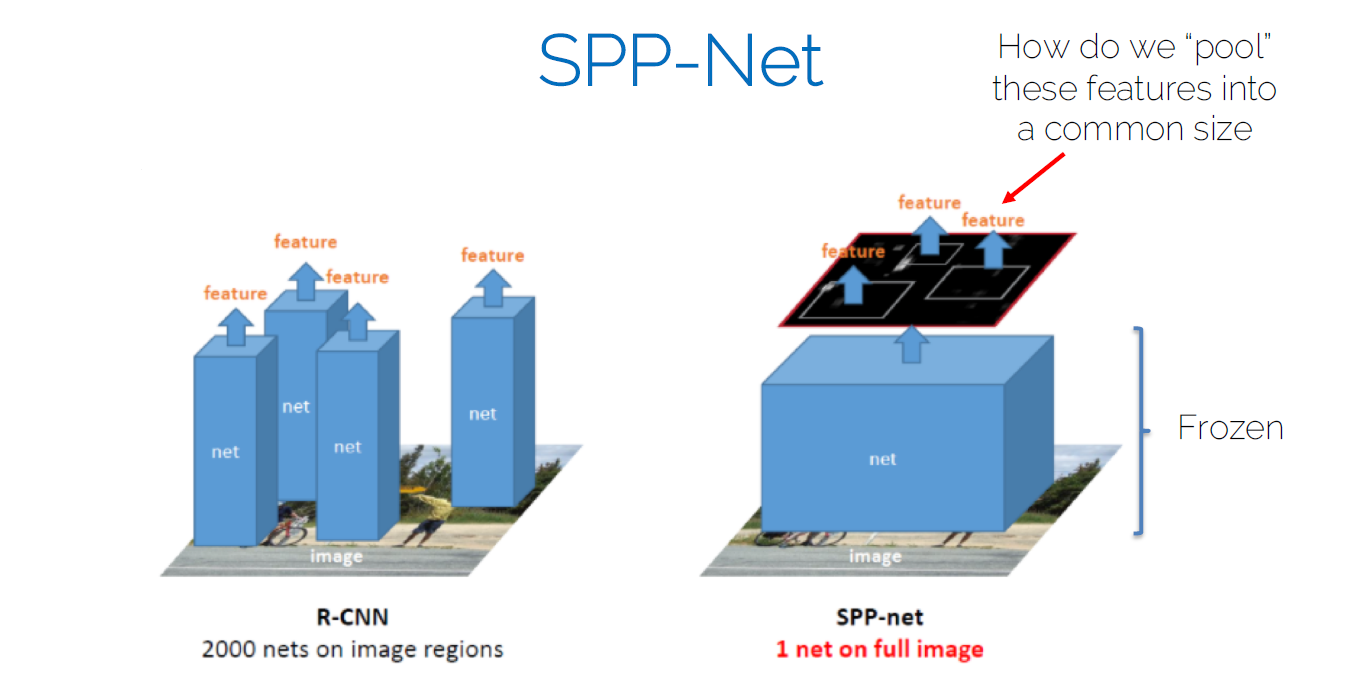 SPP-Net
How do we “pool”
these features into
a common size
feature
feature
feature
feature
net
net
net
net
image
R-CNN
2000 nets on image regions
feature
feature
feature
net
image
Frozen
SPP-net
1 net on full image